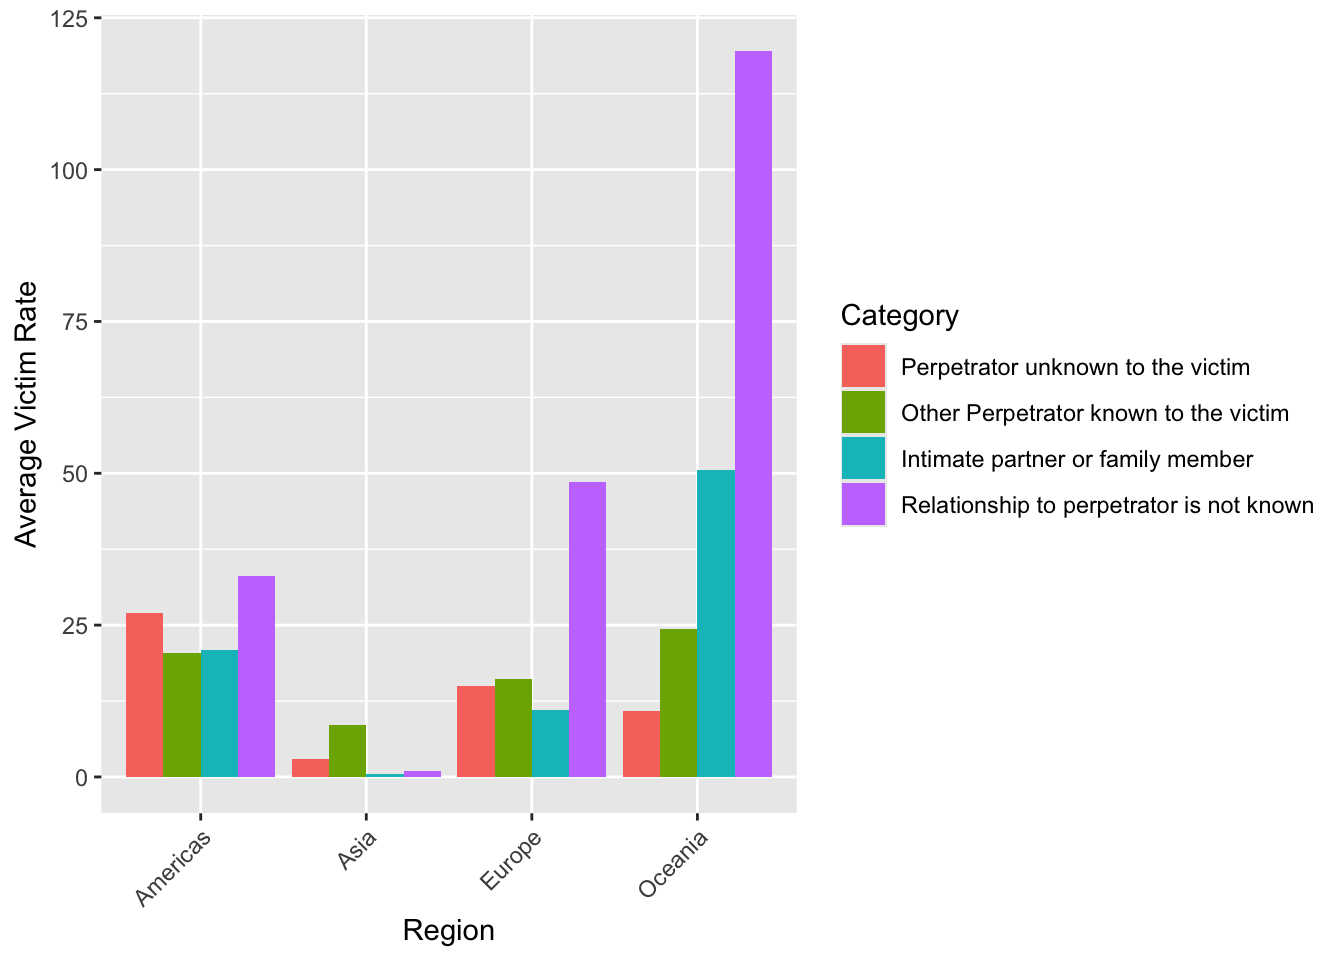 125
100
75
50
25
0
Average Victim Rate
Americas
Asia
Europe
Oceania
Region
Category
Perpetrator unknown to the victim
Other Perpetrator known to the victim
Intimate partner or family member
Relationship to perpetrator is not known